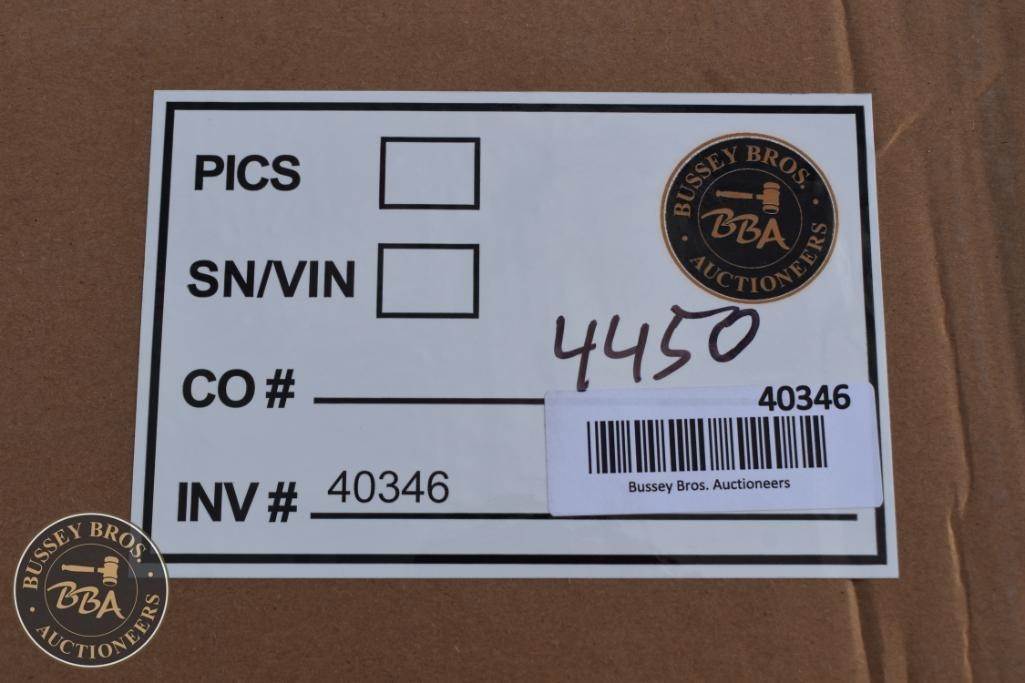 PICS
BUSSEY BROS.
BBA
AUCTIONEERS
SN/VIN
4450
CO #
40346
Bussey Bros. Auctioneers
INV # 40346
BUSSEY BROS.
BBA
AUCTIONEERS